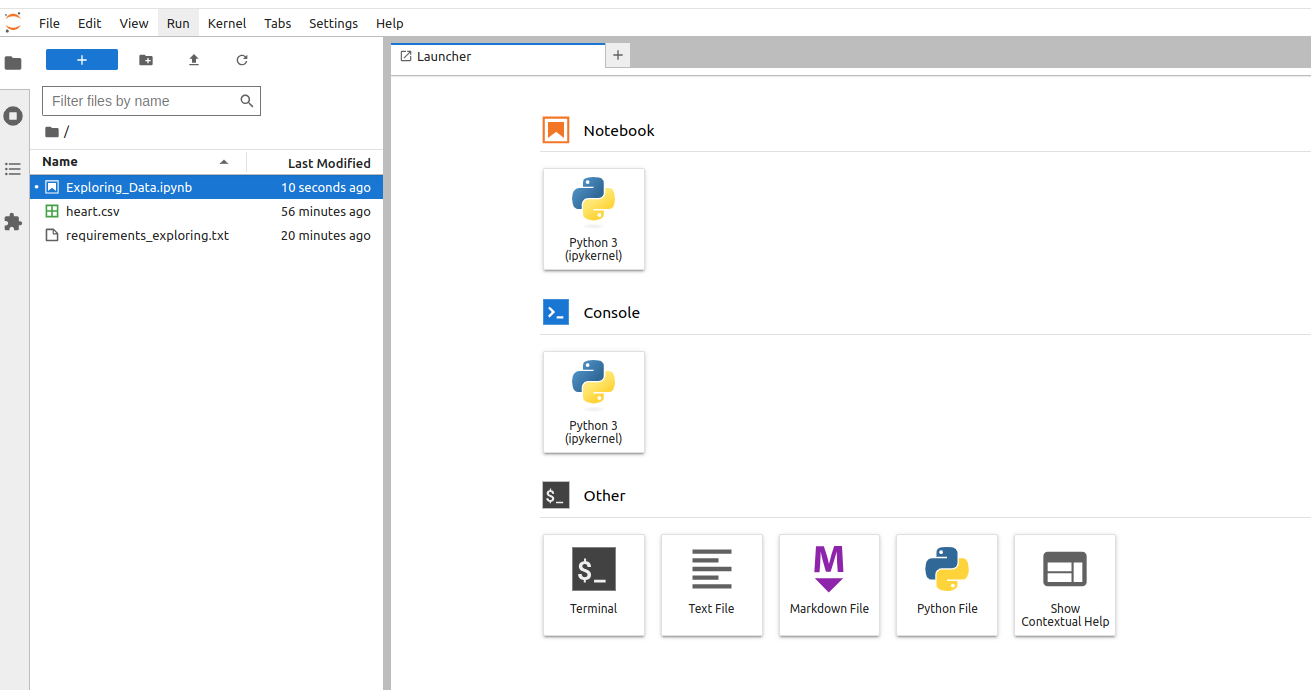 File Edit View Run Kernel Tabs Settings Help
Launcher
Filter files by name
/
Name Last Modified
Exploring_Data.ipynb 10 seconds ago
heart.csv 56 minutes ago
requirements_exploring.txt 20 minutes ago
Notebook
Python 3
(ipykernel)
Console
Python 3
(ipykernel)
$_ Other
$_
Terminal
Text File
M
Markdown File
Python File
Show
Contextual Help